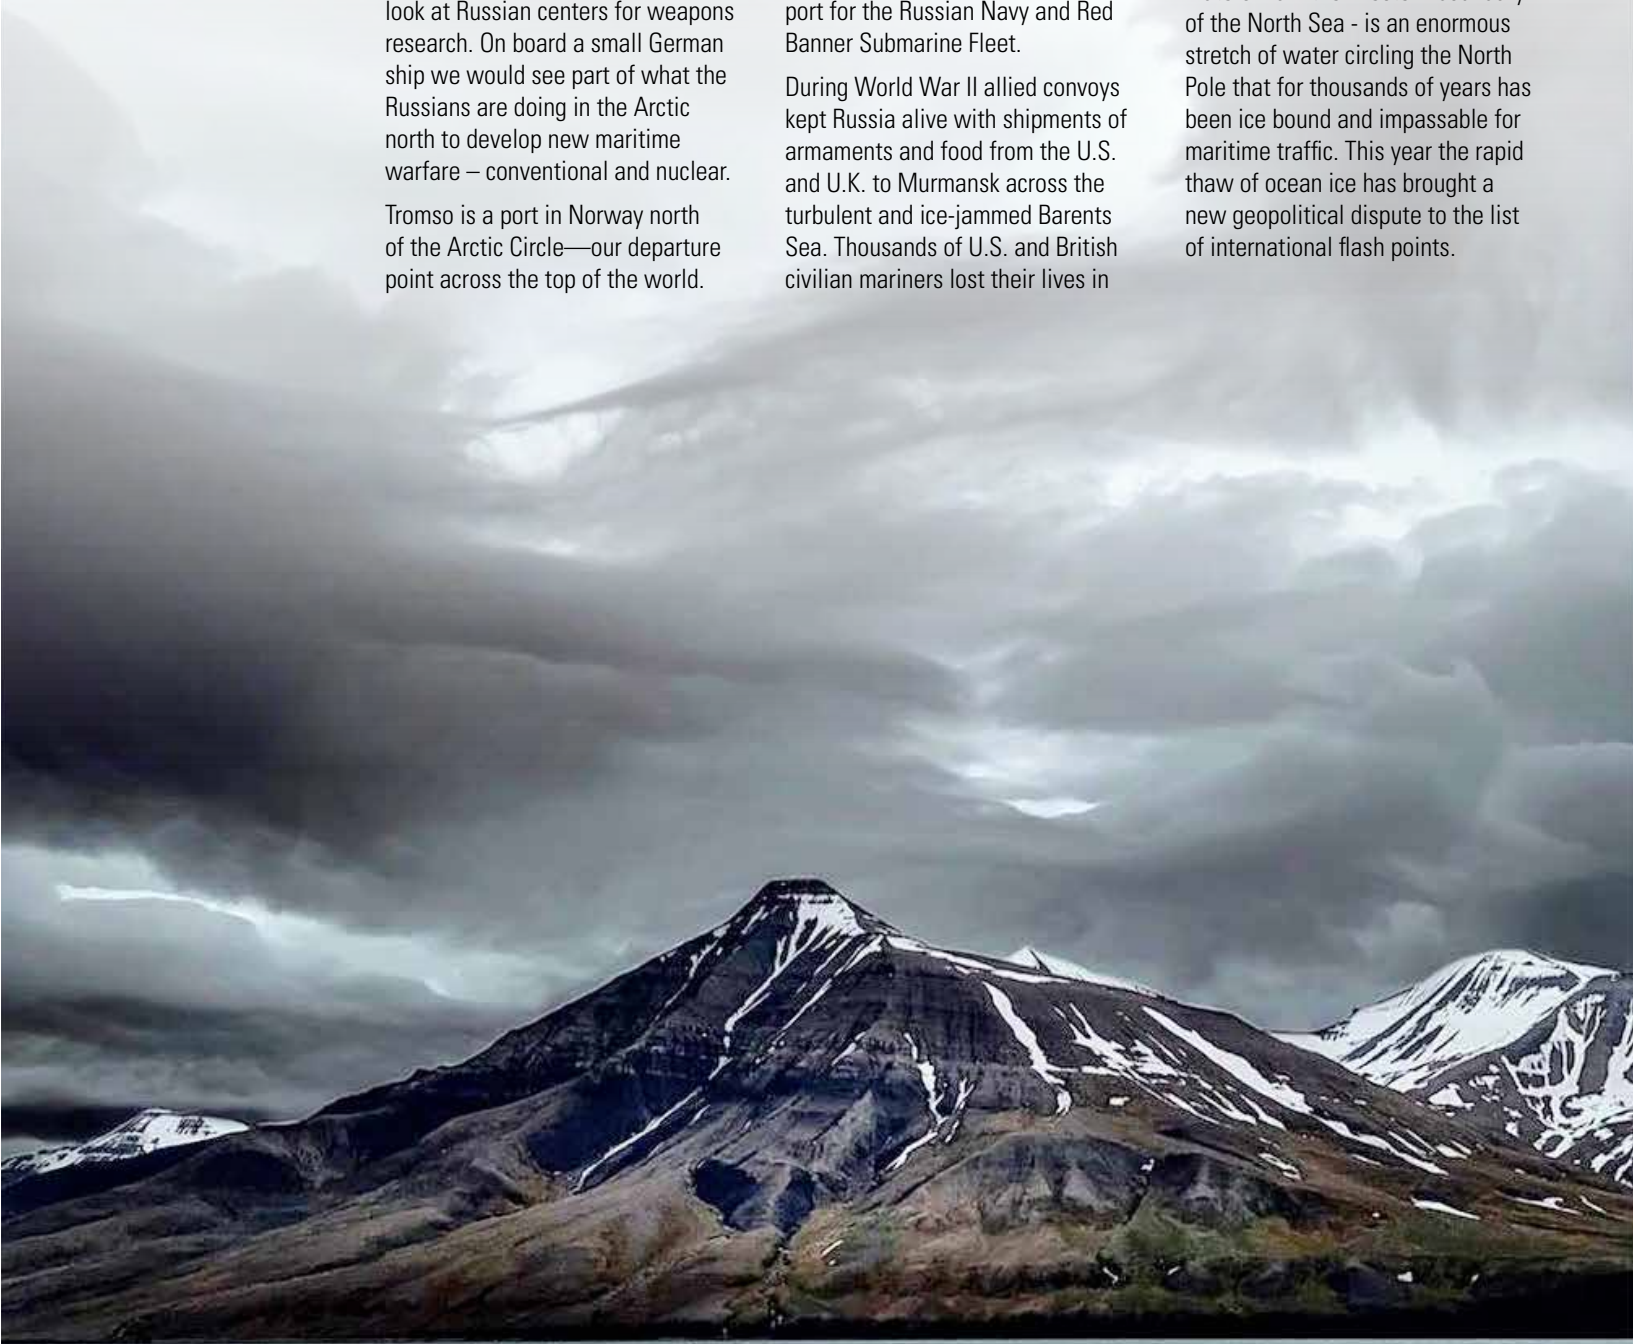 look at Russian centers for weapons
research. On board a small German
ship we would see part of what the
Russians are doing in the Arctic
north to develop new maritime
warfare – conventional and nuclear.
Tromso is a port in Norway north
of the Arctic Circle—our departure
point across the top of the world.
port for the Russian Navy and Red
Banner Submarine Fleet.
During World War II allied convoys
kept Russia alive with shipments of
armaments and food from the U.S.
and U.K. to Murmansk across the
turbulent and ice-jammed Barents
Sea. Thousands of U.S. and British
civilian mariners lost their lives in
of the North Sea - is an enormous
stretch of water circling the North
Pole that for thousands of years has
been ice bound and impassable for
maritime traffic. This year the rapid
thaw of ocean ice has brought a
new geopolitical dispute to the list
of international flash points.